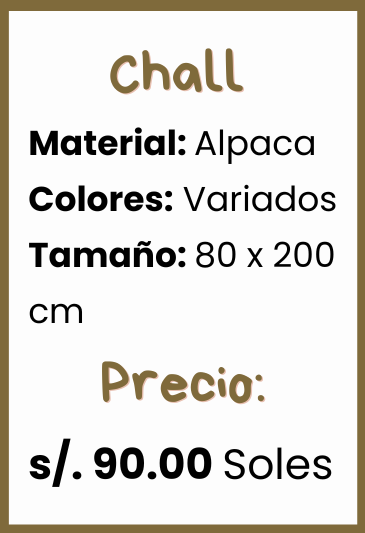 Chall
Material: Alpaca
Colores: Variados
Tamaño: 80 x 200
cm
Precio:
s/. 90.00 Soles